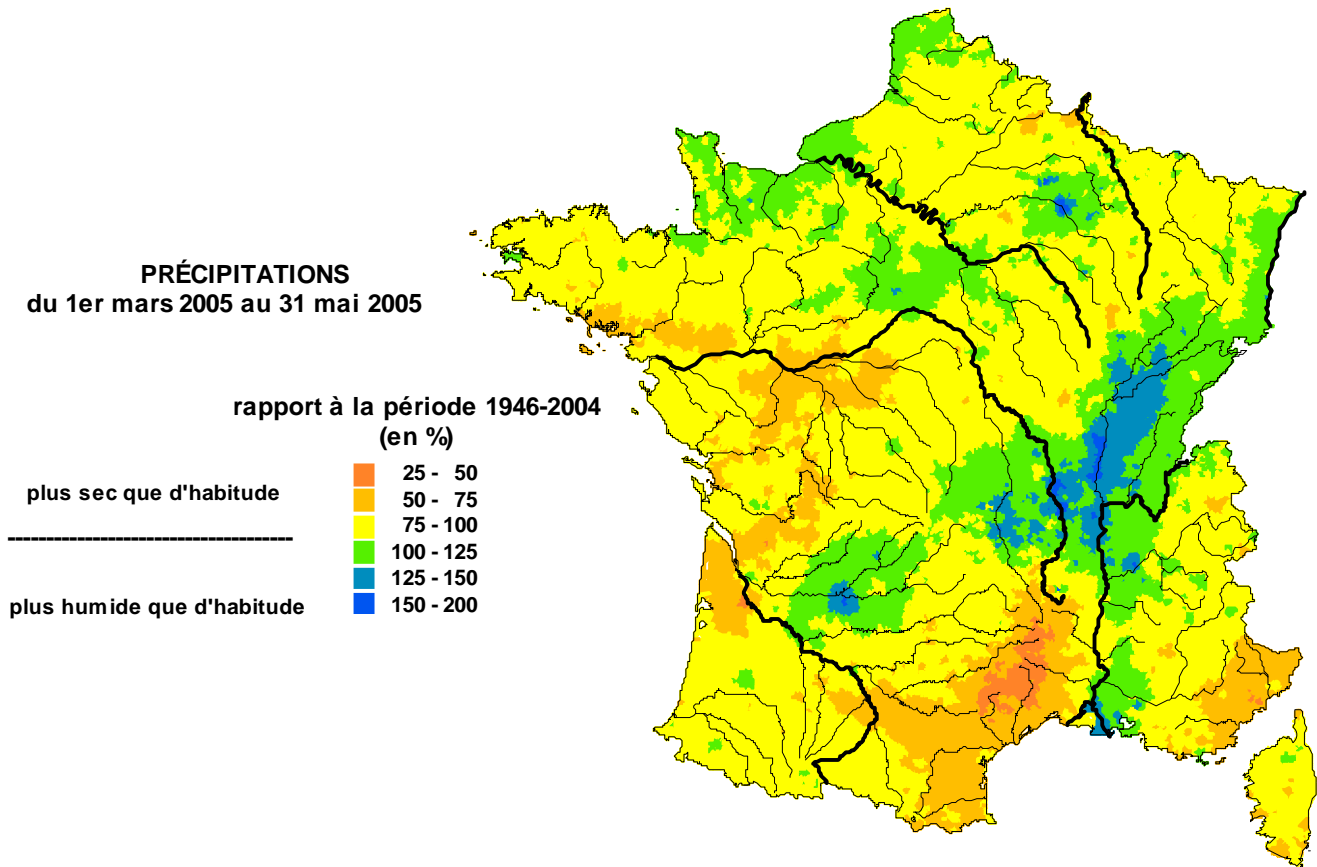 PRÉCIPITATIONS
du 1er mars 2005 au 31 mai 2005
rapport à la période 1946-2004
(en %)
plus sec que d'habitude
plus humide que d'habitude
25 - 50
50 - 75
75 - 100
100 - 125
125 - 150
150 - 200